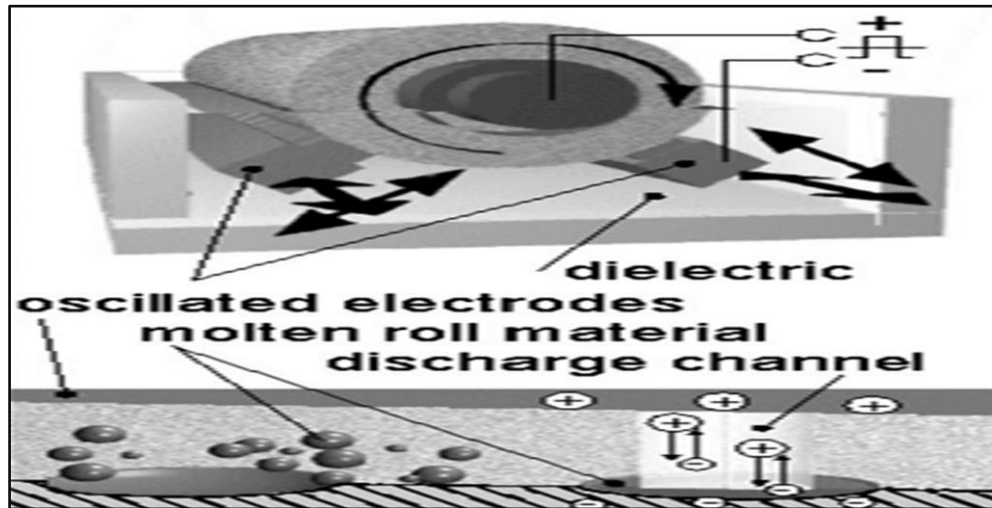 +
-
dielectric
oscillated electrodes
molten roll material
discharge channel
+ + +
+
+
-
-
- - -